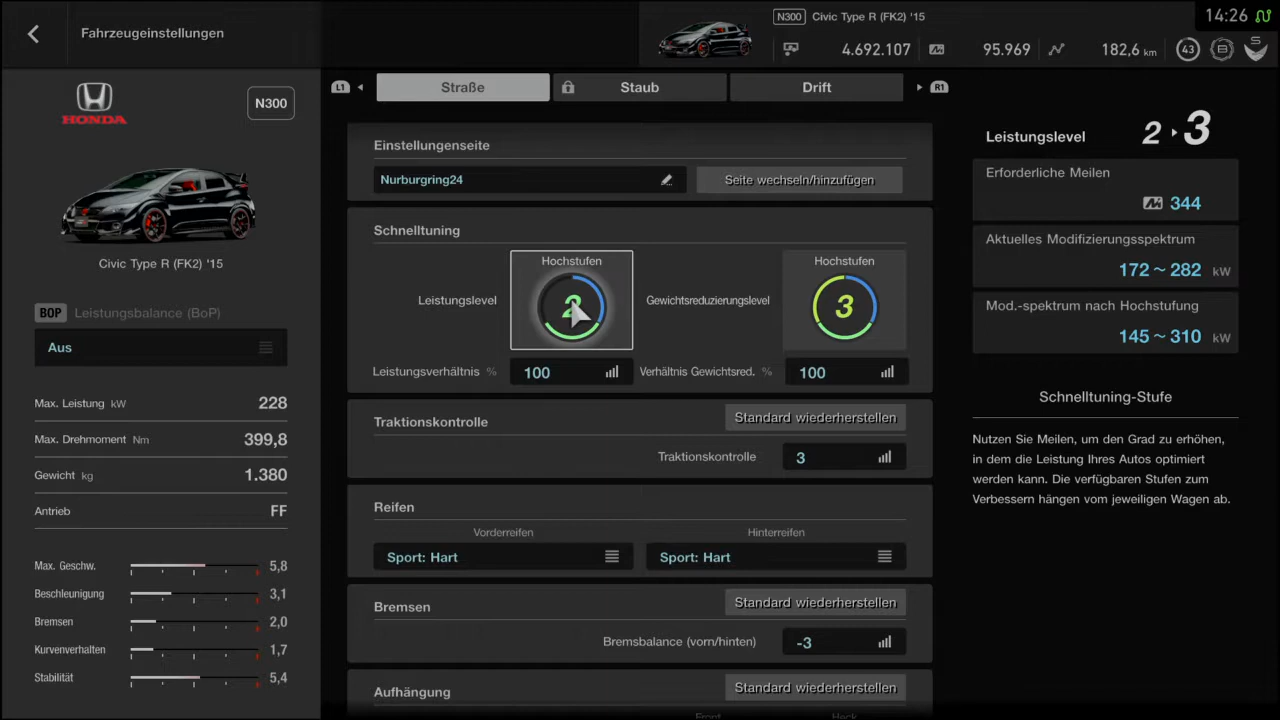 Fahrzeugeinstellungen
N300 Civic Type R (FK2) '15
14:26
4.692.107 95.969 182,6 km 43 B S
HONDA
N300
Civic Type R (FK2) '15
BOP Leistungsbalance (BoP)
Aus
Max. Leistung kW 228
Max. Drehmoment Nm 399,8
Gewicht kg 1.380
Antrieb FF
Max. Geschw. 5,8
Beschleunigung 3,1
Bremsen 2,0
Kurvenverhalten 1,7
Stabilität 5,4
L1 Straße Staub Drift R1
Einstellungenseite
Nurburgring24 Seite wechseln/hinzufügen
Schnelltuning
Hochstufen Hochstufen
Leistungslevel 2 Gewichtsreduzierungslevel 3
Leistungsverhältnis % 100 Verhältnis Gewichtsred. % 100
Traktionskontrolle Standard wiederherstellen
Traktionskontrolle 3
Reifen
Vorderreifen Hinterreifen
Sport: Hart Sport: Hart
Bremsen Standard wiederherstellen
Bremsbalance (vorn/hinten) -3
Aufhängung Standard wiederherstellen
Front Heck
Leistungslevel 2 3
Erforderliche Meilen
344
Aktuelles Modifizierungsspektrum
172 ~ 282 kW
Mod.-spektrum nach Hochstufung
145 ~ 310 kW
Schnelltuning-Stufe
Nutzen Sie Meilen, um den Grad zu erhöhen,
in dem die Leistung Ihres Autos optimiert
werden kann. Die verfügbaren Stufen zum
Verbessern hängen vom jeweiligen Wagen ab.